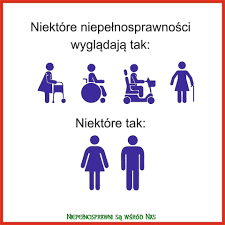 Niektóre niepełnosprawności
wyglądają tak:
Niektóre tak:
Niepełnosprawni są wśród Nas